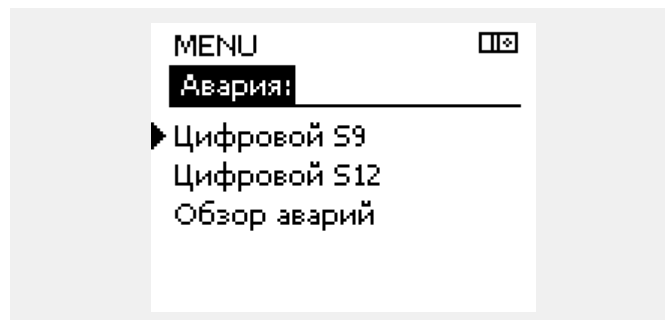 MENU
Авария:
Цифровой S9
Цифровой S12
Обзор аварий